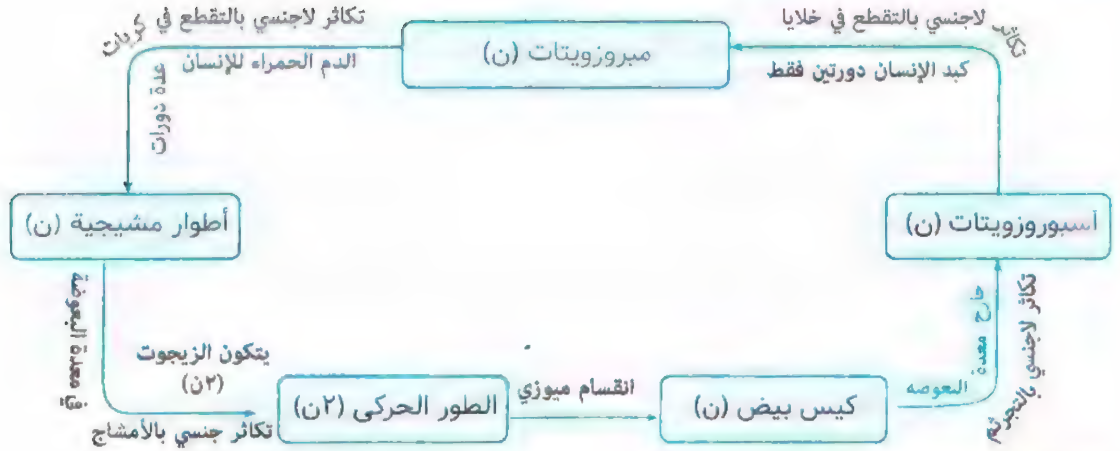 تكاثر لاجنسي بالتقطع في خلايا
كبد الإنسان دورتين فقط
ميروزويتات (ن)
تكاثر لاجنسي بالتقطع في كريات
الدم الحمراء للإنسان
عدة دورات
أطوار مشيجية (ن)
في معدة البعوضة
يتكون الزيجوت
(٢ن)
تكاثر جنسي بالأمشاج
الطور الحركى (٢ن)
انقسام ميوزي
كيس بيض (ن)
خارج معدة
البعوضه
تكاثر لاجنسي بالتجرثم
أسبوروزويتات (ن)